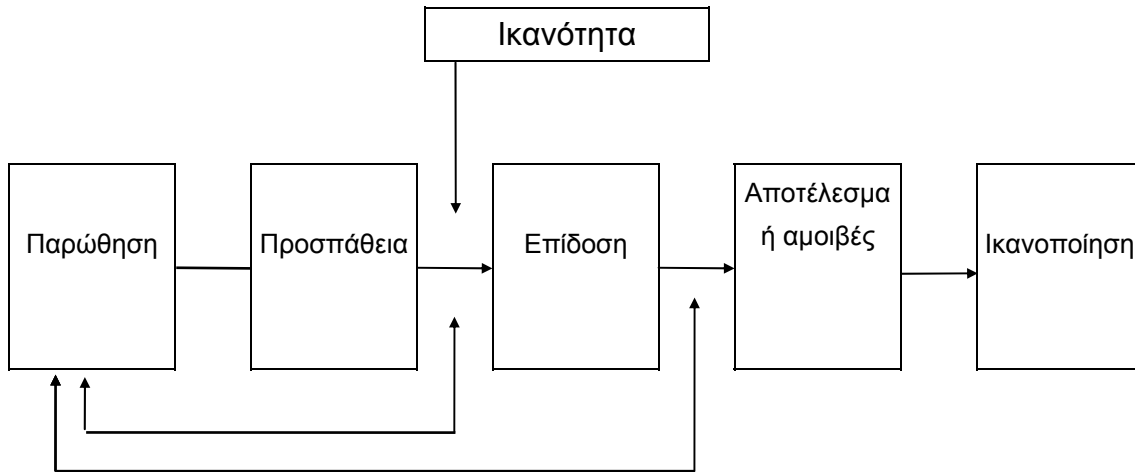 Ικανότητα
Παρώθηση
Προσπάθεια
Επίδοση
Αποτέλεσμα
ή αμοιβές
Ικανοποίηση